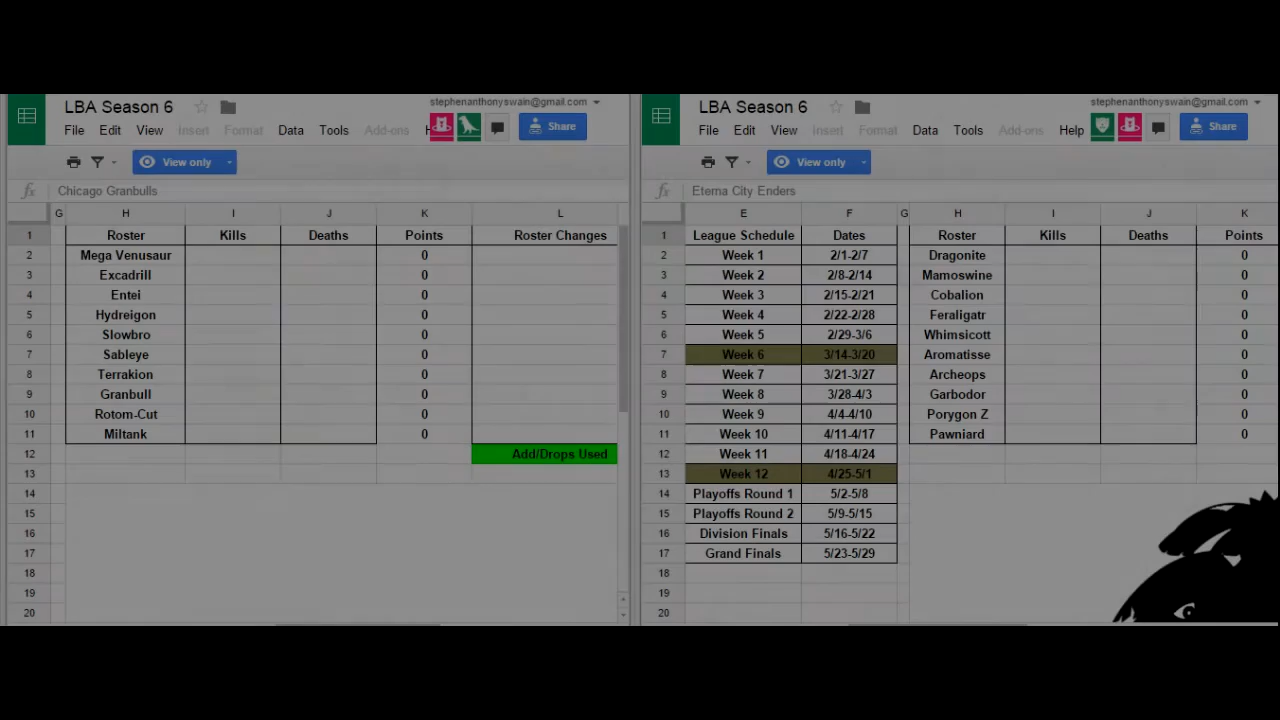 LBA Season 6
stephenanthonyswain@gmail.com
File Edit View Insert Format Data Tools Add-ons H
Share
View only
fx Chicago Granbulls
G H I J K L
1 Roster Kills Deaths Points Roster Changes
2 Mega Venusaur 0
3 Excadrill 0
4 Entei 0
5 Hydreigon 0
6 Slowbro 0
7 Sableye 0
8 Terrakion 0
9 Granbull 0
10 Rotom-Cut 0
11 Miltank 0
12 Add/Drops Used
13
14
15
16
17
18
19
20
LBA Season 6
stephenanthonyswain@gmail.com
File Edit View Insert Format Data Tools Add-ons Help
Share
View only
fx Eterna City Enders
E F G H I J K
1 League Schedule Dates Roster Kills Deaths Points
2 Week 1 2/1-2/7 Dragonite 0
3 Week 2 2/8-2/14 Mamoswine 0
4 Week 3 2/15-2/21 Cobalion 0
5 Week 4 2/22-2/28 Feraligatr 0
6 Week 5 2/29-3/6 Whimsicott 0
7 Week 6 3/14-3/20 Aromatisse 0
8 Week 7 3/21-3/27 Archeops 0
9 Week 8 3/28-4/3 Garbodor 0
10 Week 9 4/4-4/10 Porygon Z 0
11 Week 10 4/11-4/17 Pawniard 0
12 Week 11 4/18-4/24
13 Week 12 4/25-5/1
14 Playoffs Round 1 5/2-5/8
15 Playoffs Round 2 5/9-5/15
16 Division Finals 5/16-5/22
17 Grand Finals 5/23-5/29
18
19
20